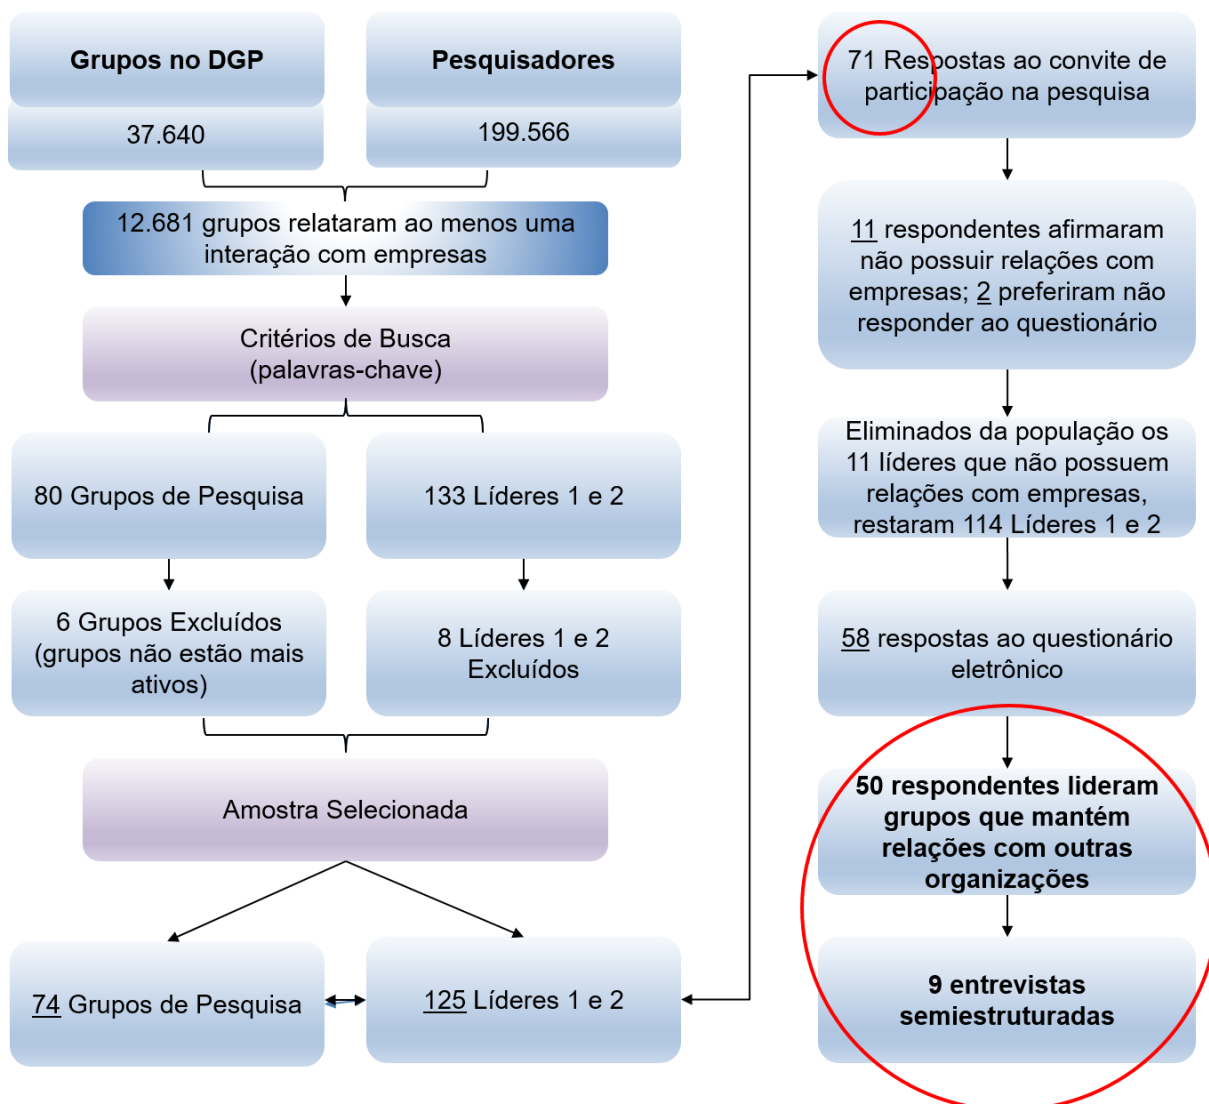 Grupos no DGP
37.640
Pesquisadores
199.566
12.681 grupos relataram ao menos uma
interação com empresas
Critérios de Busca
(palavras-chave)
80 Grupos de Pesquisa
133 Líderes 1 e 2
6 Grupos Excluídos
(grupos não estão mais
ativos)
8 Líderes 1 e 2
Excluídos
Amostra Selecionada
74 Grupos de Pesquisa
125 Líderes 1 e 2
71 Respostas ao convite de
participação na pesquisa
11 respondentes afirmaram
não possuir relações com
empresas; 2 preferiram não
responder ao questionário
Eliminados da população os
11 líderes que não possuem
relações com empresas,
restaram 114 Líderes 1 e 2
58 respostas ao questionário
eletrônico
50 respondentes lideram
grupos que mantém
relações com outras
organizações
9 entrevistas
semiestruturadas